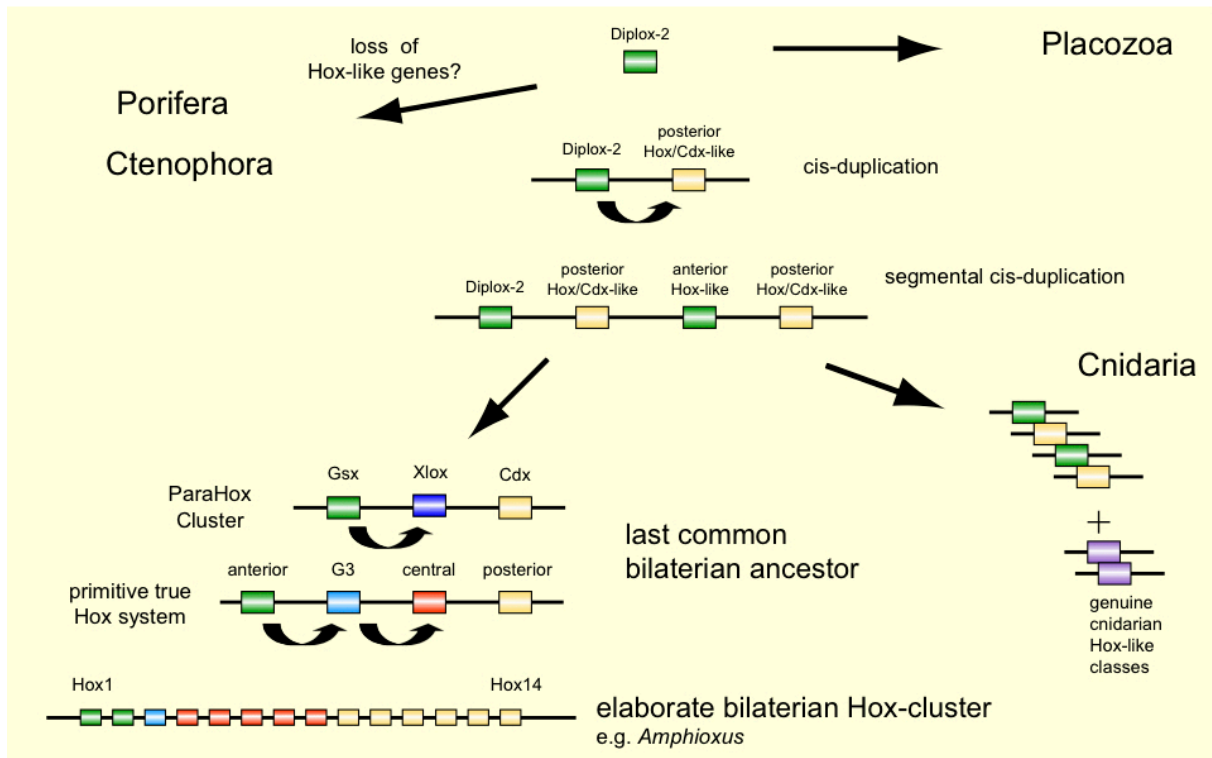 loss of
Hox-like genes?
Diplox-2
Placozoa
Porifera
Ctenophora
Diplox-2
posterior
Hox/Cdx-like
cis-duplication
Diplox-2
posterior
Hox/Cdx-like
anterior
Hox-like
posterior
Hox/Cdx-like
segmental cis-duplication
Cnidaria
ParaHox
Cluster
Gsx
Xlox
Cdx
last common
bilaterian ancestor
primitive true
Hox system
anterior
G3
central
posterior
+
genuine
cnidarian
Hox-like
classes
Hox1
Hox14
elaborate bilaterian Hox-cluster
e.g. Amphioxus